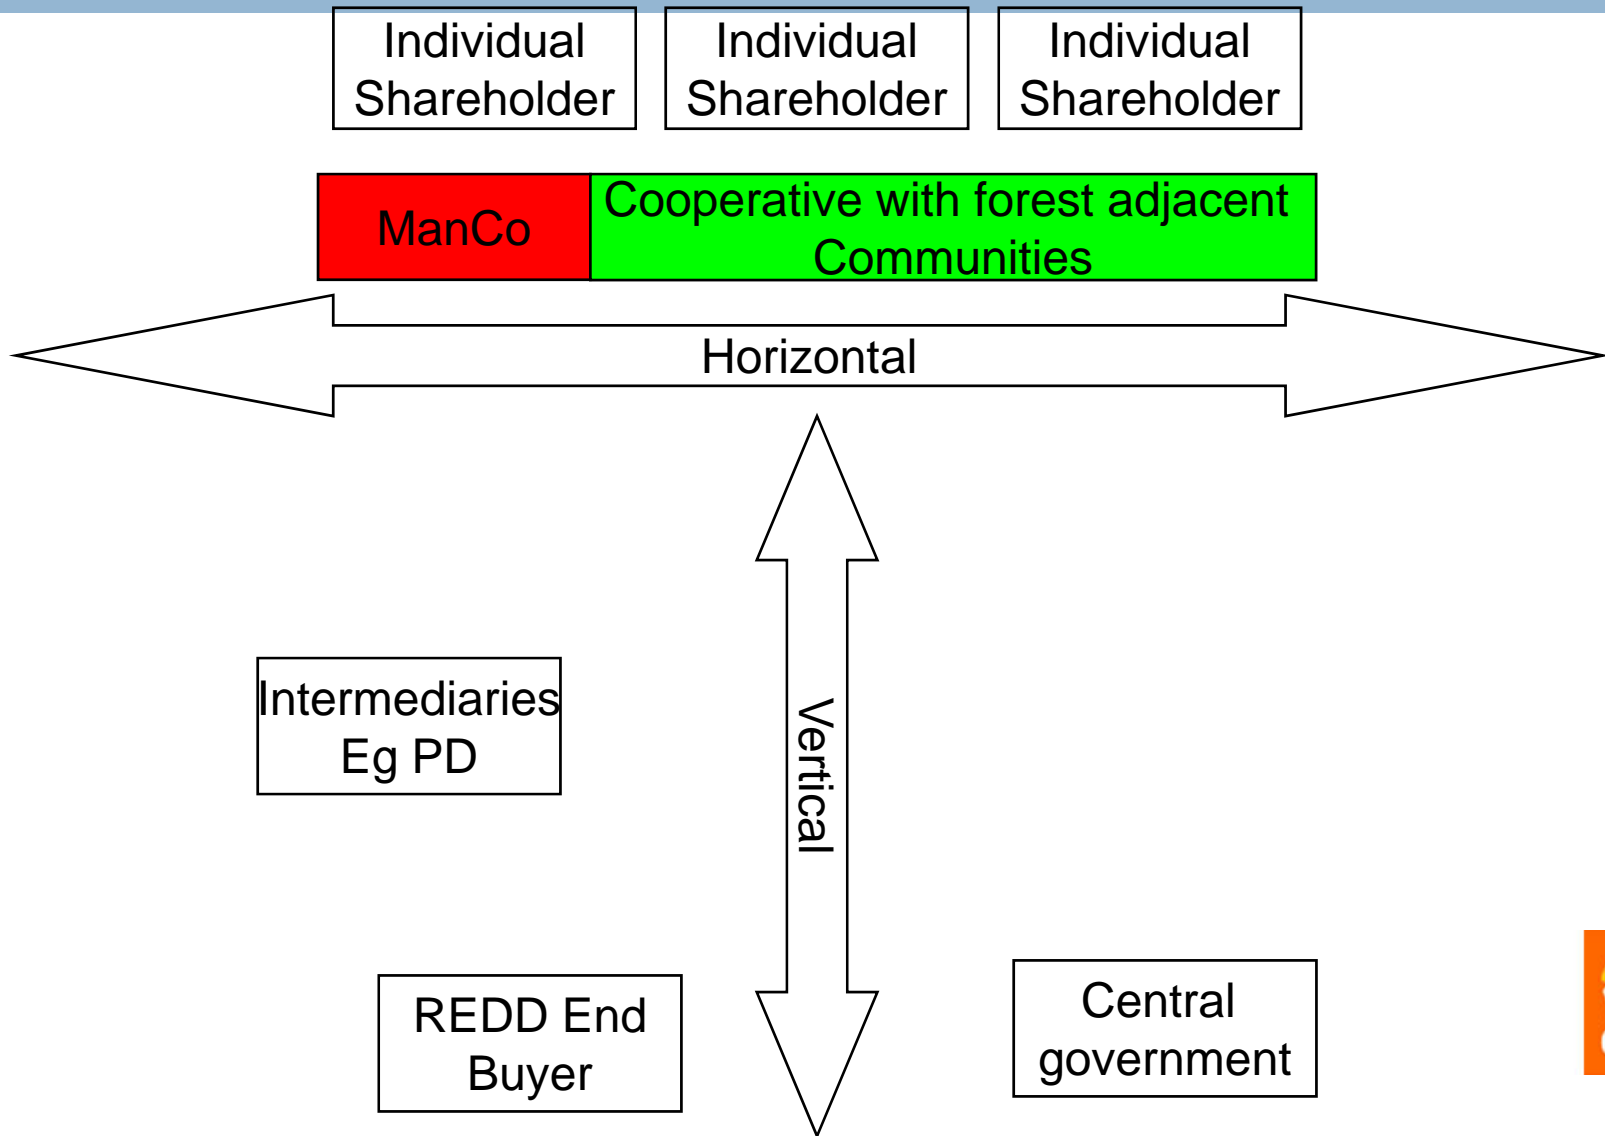 Individual
Shareholder
Individual
Shareholder
Individual
Shareholder
ManCo
Cooperative with forest adjacent
Communities
Horizontal
Vertical
Intermediaries
Eg PD
REDD End
Buyer
Central
government